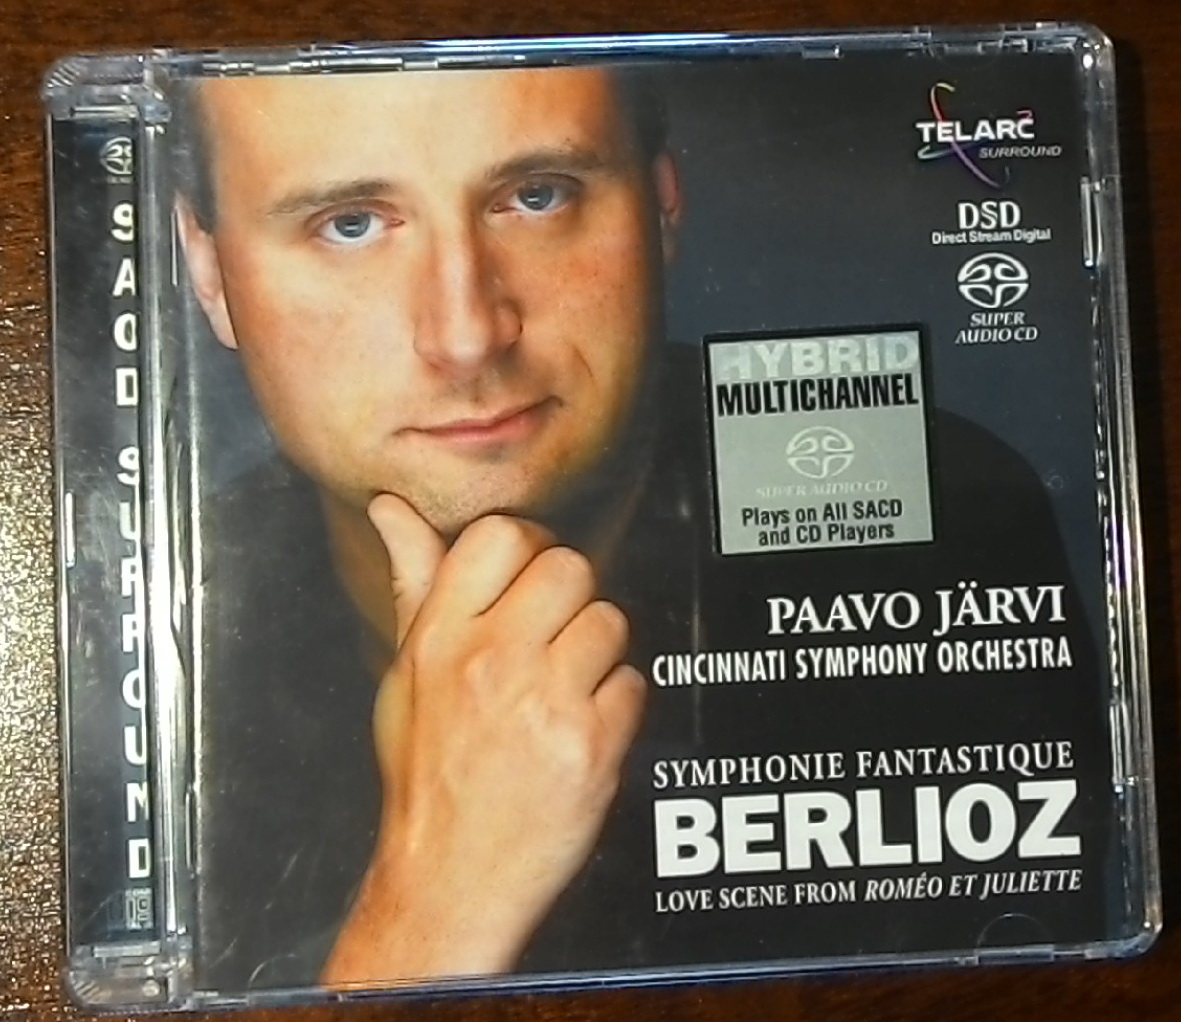 SACD SURROUND
TELARC
SURROUND
DSD
Direct Stream Digital
SUPER
AUDIO CD
HYBRID
MULTICHANNEL
SUPER AUDIO CD
Plays on All SACD
and CD Players
PAAVO JÄRVI
CINCINNATI SYMPHONY ORCHESTRA
SYMPHONIE FANTASTIQUE
BERLIOZ
LOVE SCENE FROM ROMÉO ET JULIETTE